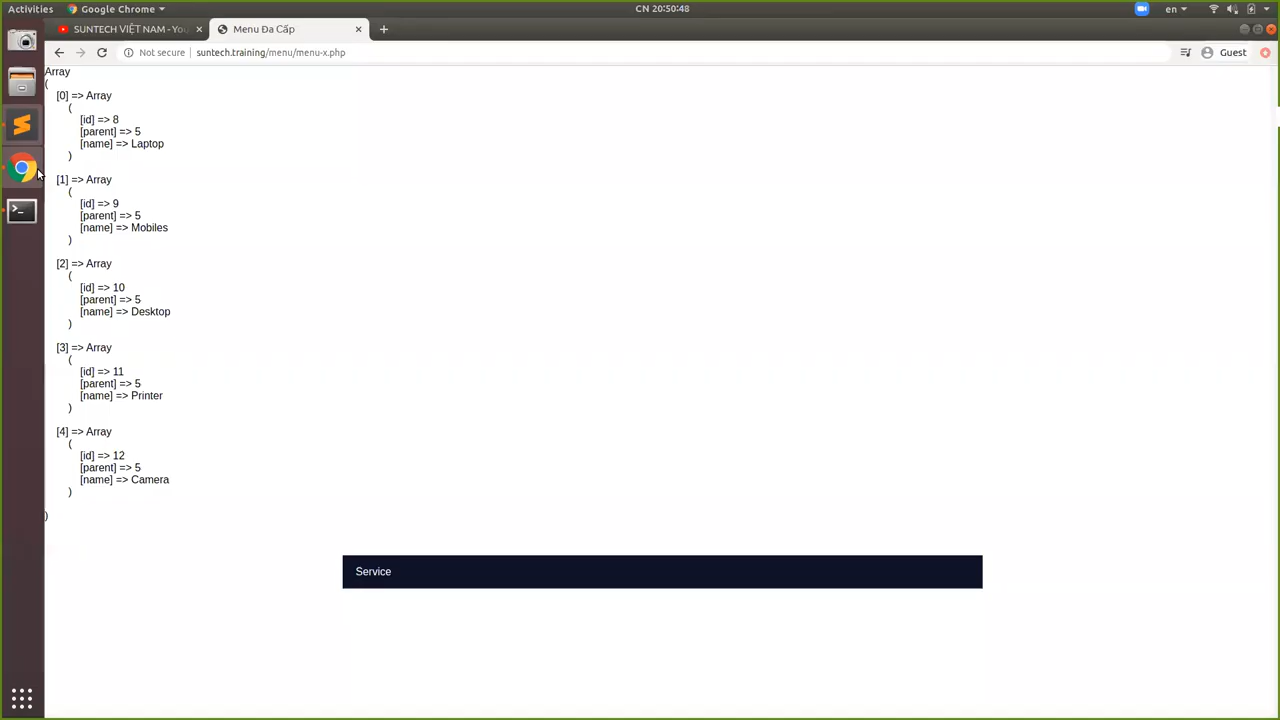 Activities
Google Chrome
CN 20:50:48
en
SUNTECH VIỆT NAM - You
Menu Đa Cấp
Not secure
suntech.training/menu/menu-x.php
Guest
Array
(
[0] => Array
(
[id] => 8
[parent] => 5
[name] => Laptop
)
[1] => Array
(
[id] => 9
[parent] => 5
[name] => Mobiles
)
[2] => Array
(
[id] => 10
[parent] => 5
[name] => Desktop
)
[3] => Array
(
[id] => 11
[parent] => 5
[name] => Printer
)
[4] => Array
(
[id] => 12
[parent] => 5
[name] => Camera
)
)
Service